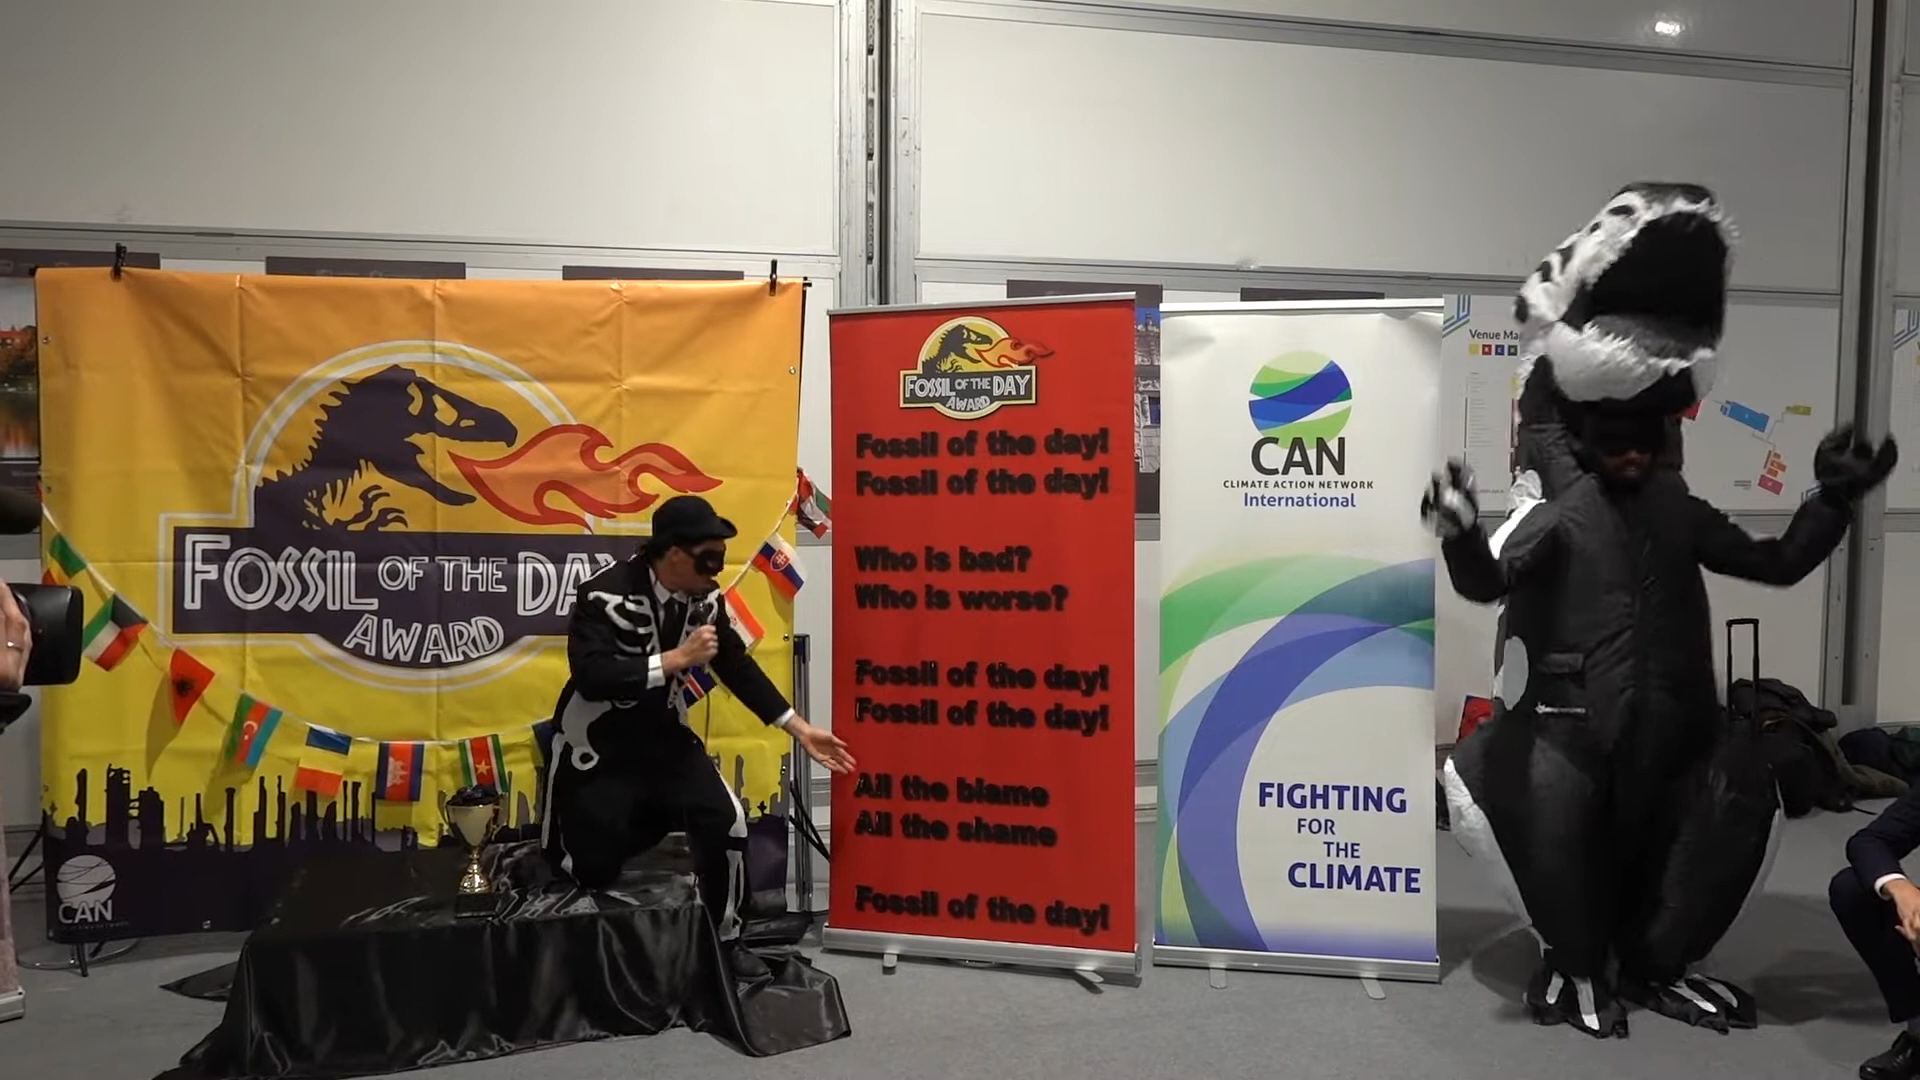 FOSSIL OF THE DAY
AWARD
CAN
FOSSIL OF THE DAY
AWARD
Fossil of the day!
Fossil of the day!
Who is bad?
Who is worse?
Fossil of the day!
Fossil of the day!
All the blame
All the shame
Fossil of the day!
CAN
CLIMATE ACTION NETWORK
International
FIGHTING
FOR
THE
CLIMATE
Venue Map